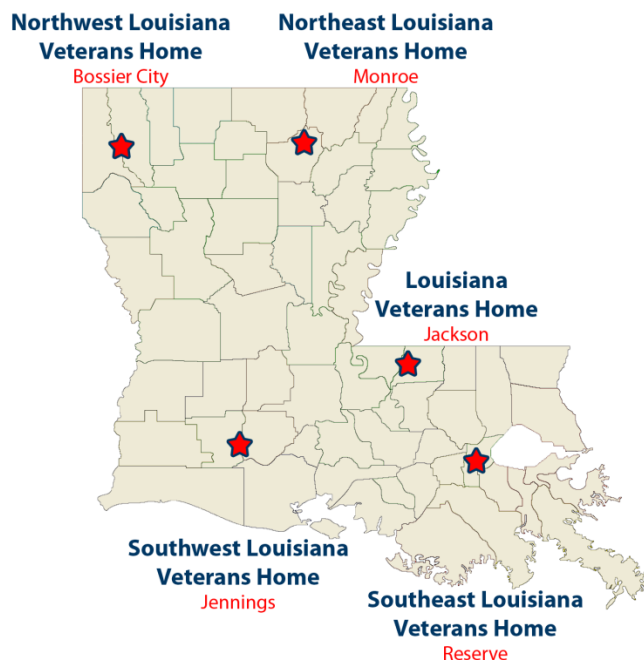 Northwest Louisiana
Veterans Home
Bossier City
Northeast Louisiana
Veterans Home
Monroe
Louisiana
Veterans Home
Jackson
Southwest Louisiana
Veterans Home
Jennings
Southeast Louisiana
Veterans Home
Reserve